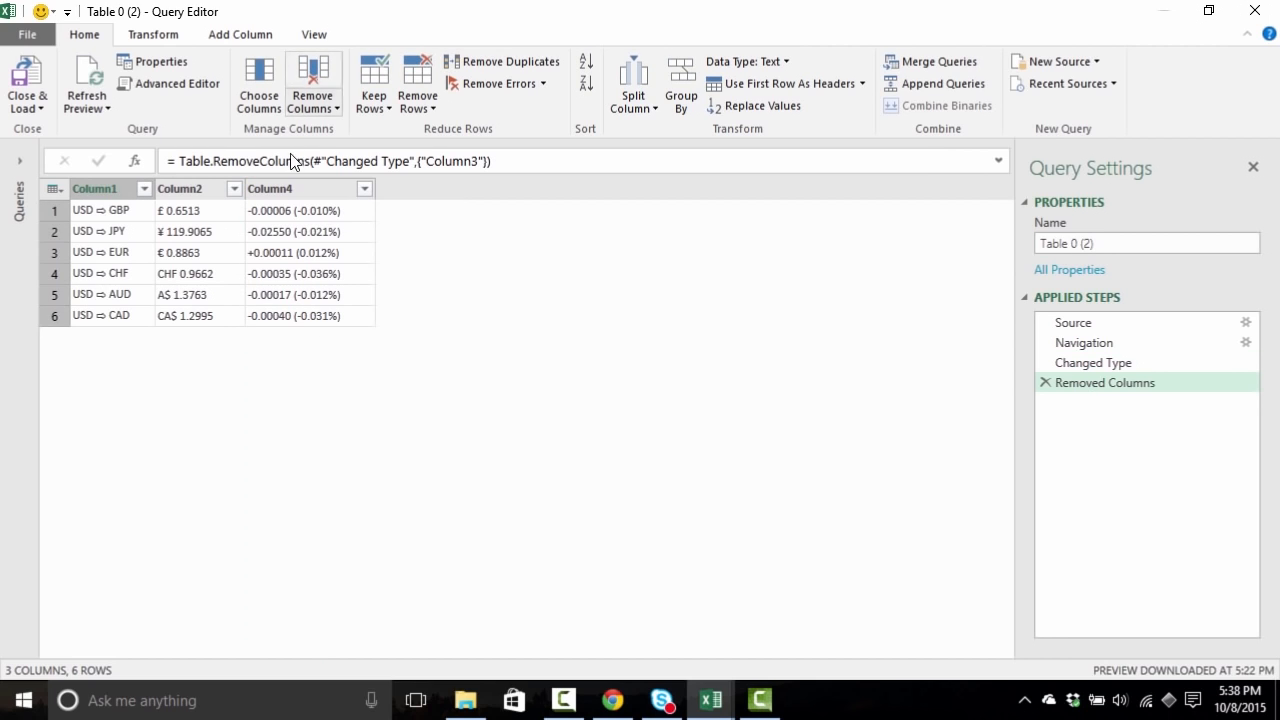 Table 0 (2) - Query Editor
File Home Transform Add Column View
Close & Load
Close
Refresh Preview
Properties
Advanced Editor
Query
Choose Columns
Remove Columns
Manage Columns
Keep Rows
Remove Rows
Remove Duplicates
Remove Errors
Reduce Rows
Sort
Split Column
Group By
Data Type: Text
Use First Row As Headers
Replace Values
Transform
Merge Queries
Append Queries
Combine Binaries
Combine
New Source
Recent Sources
New Query
= Table.RemoveColumns(#"Changed Type",{"Column3"})
Queries
Column1 Column2 Column4
1 USD ⇨ GBP £ 0.6513 -0.00006 (-0.010%)
2 USD ⇨ JPY ¥ 119.9065 -0.02550 (-0.021%)
3 USD ⇨ EUR € 0.8863 +0.00011 (0.012%)
4 USD ⇨ CHF CHF 0.9662 -0.00035 (-0.036%)
5 USD ⇨ AUD A$ 1.3763 -0.00017 (-0.012%)
6 USD ⇨ CAD CA$ 1.2995 -0.00040 (-0.031%)
Query Settings
PROPERTIES
Name
Table 0 (2)
All Properties
APPLIED STEPS
Source
Navigation
Changed Type
Removed Columns
3 COLUMNS, 6 ROWS
PREVIEW DOWNLOADED AT 5:22 PM
Ask me anything
5:38 PM
10/8/2015